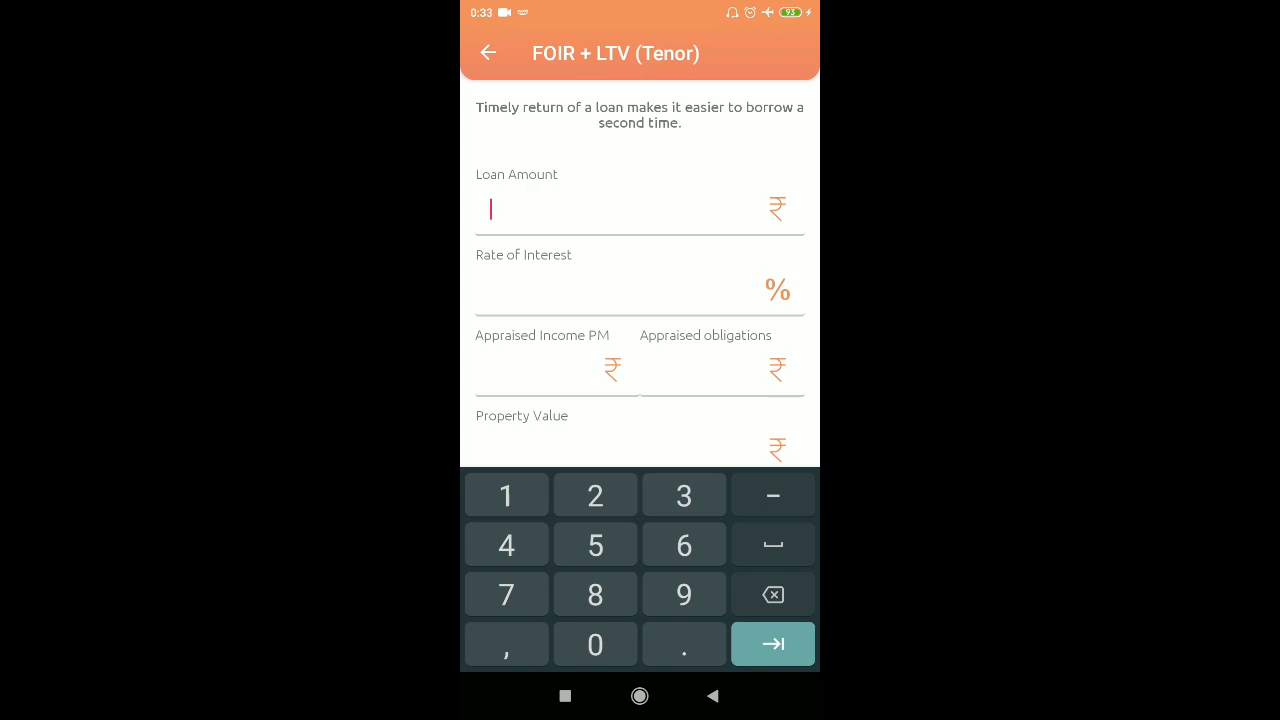 0:33
93
FOIR + LTV (Tenor)
Timely return of a loan makes it easier to borrow a
second time.
Loan Amount
₹
Rate of Interest
%
Appraised Income PM Appraised obligations
₹ ₹
Property Value
₹
1 2 3 −
4 5 6
7 8 9
, 0 .